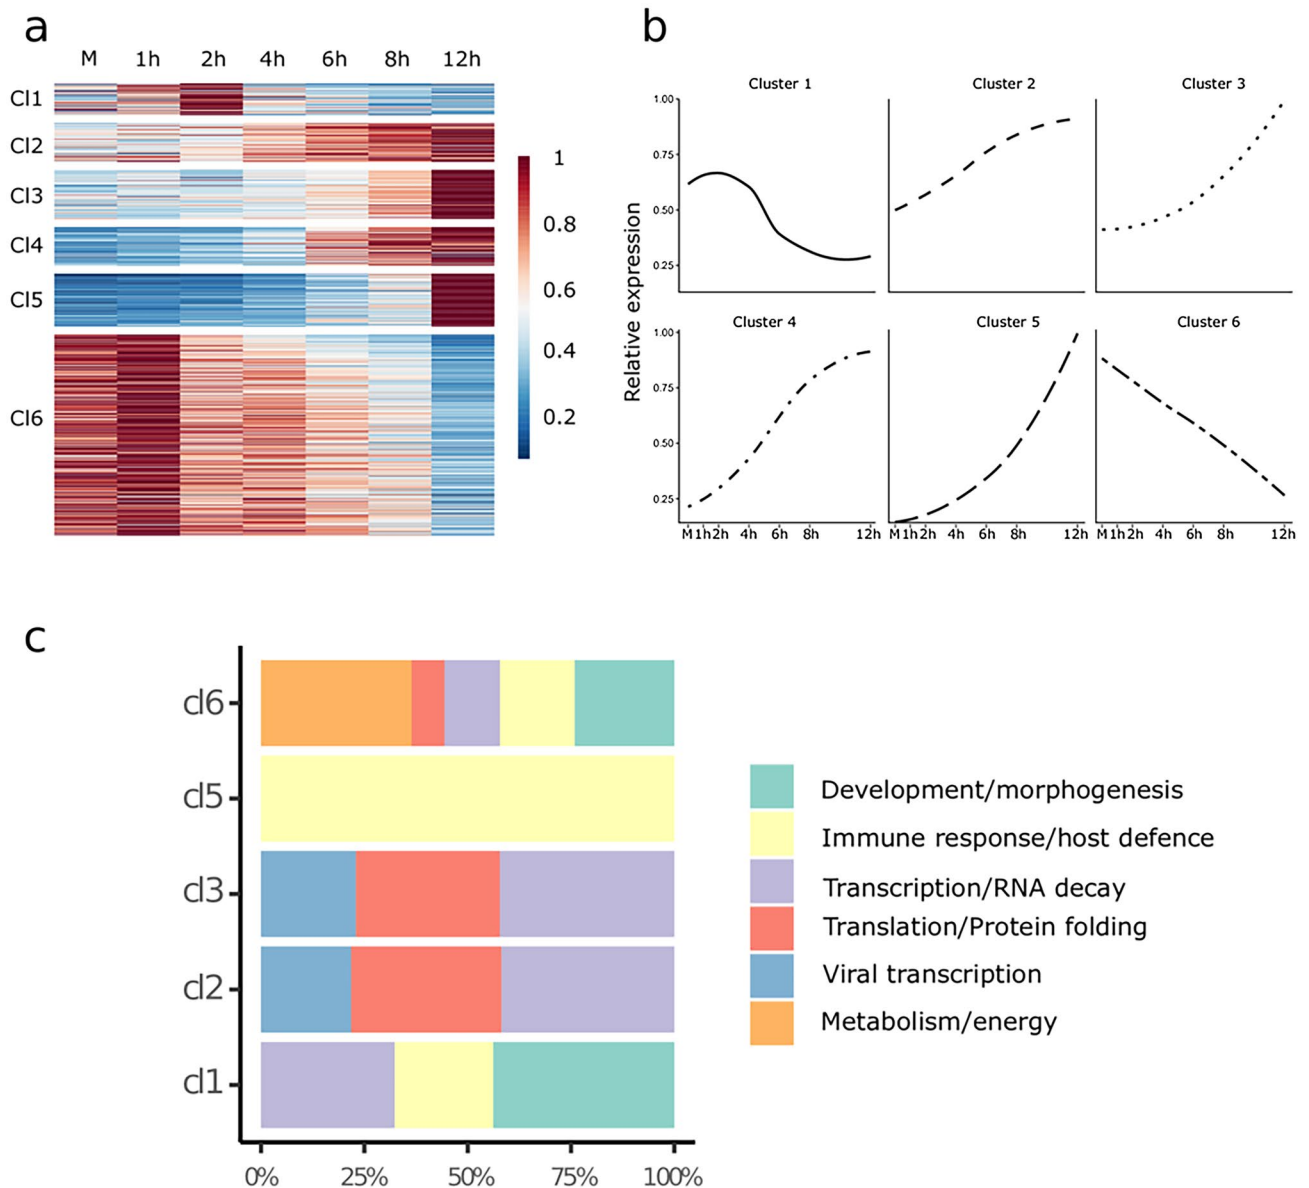 a
M 1h 2h 4h 6h 8h 12h
Cl1
Cl2
Cl3
Cl4
Cl5
Cl6
1
0.8
0.6
0.4
0.2
b
Relative expression
Cluster 1 Cluster 2 Cluster 3
1.00
0.75
0.50
0.25
Cluster 4 Cluster 5 Cluster 6
1.00
0.75
0.50
0.25
M 1h 2h 4h 6h 8h 12h M 1h 2h 4h 6h 8h 12h M 1h 2h 4h 6h 8h 12h
c
cl6
cl5
cl3
cl2
cl1
0% 25% 50% 75% 100%
Development/morphogenesis
Immune response/host defence
Transcription/RNA decay
Translation/Protein folding
Viral transcription
Metabolism/energy